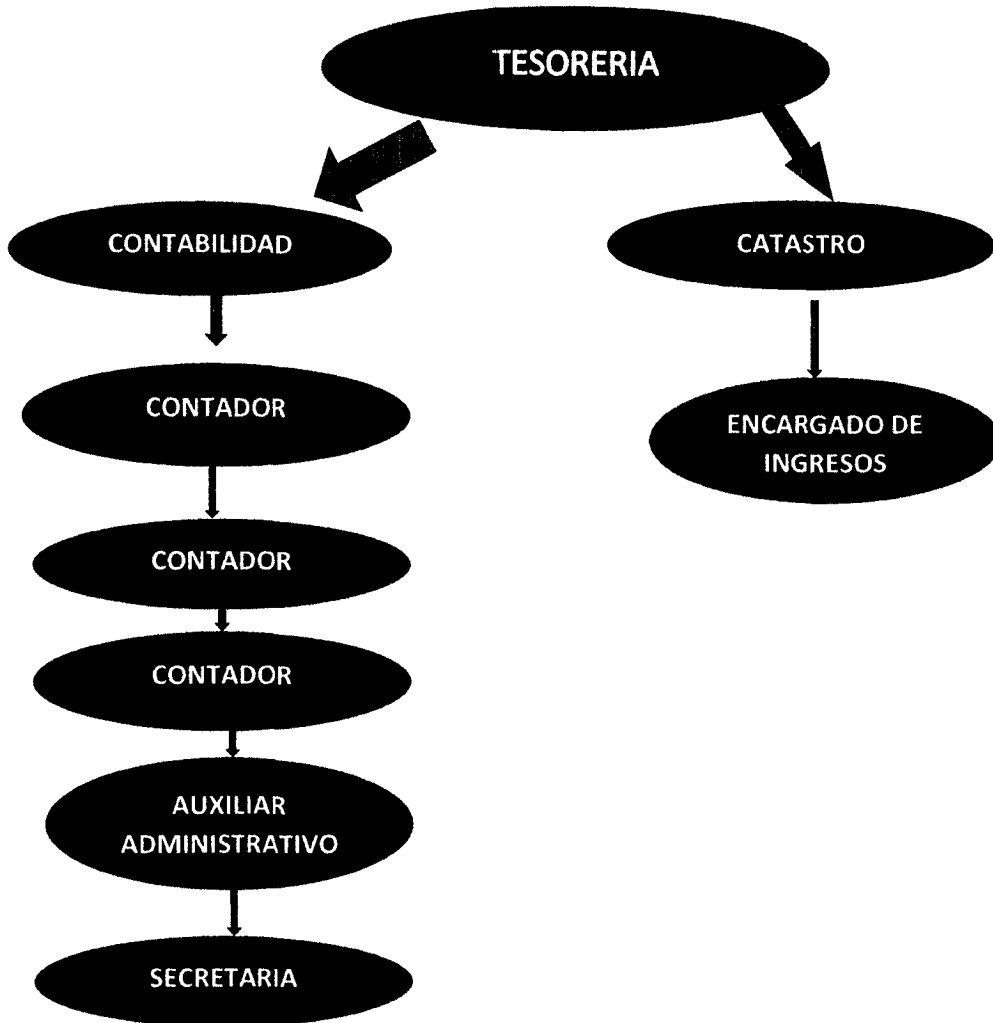 TESORERIA
CONTABILIDAD
CATASTRO
CONTADOR
ENCARGADO DE
INGRESOS
CONTADOR
CONTADOR
AUXILIAR
ADMINISTRATIVO
SECRETARIA